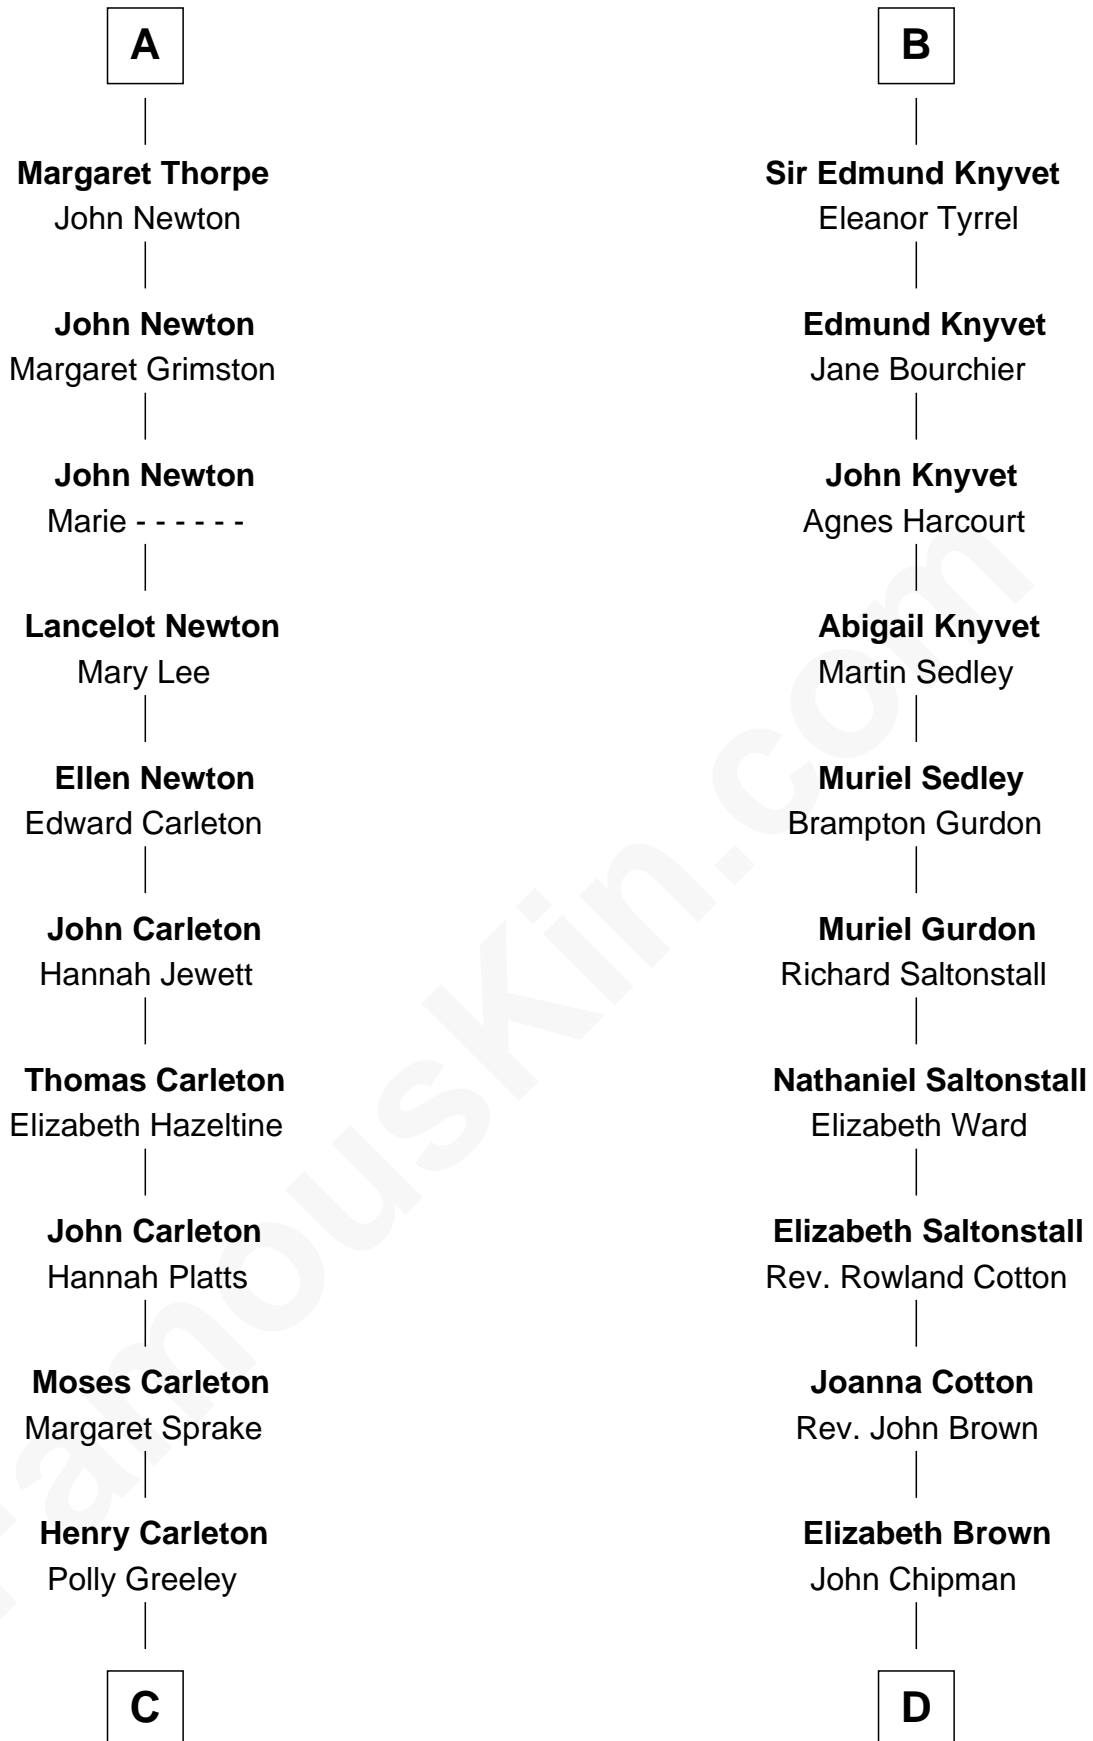 A
Margaret Thorpe
John Newton
John Newton
Margaret Grimston
John Newton
Marie - - - - - -
Lancelot Newton
Mary Lee
Ellen Newton
Edward Carleton
John Carleton
Hannah Jewett
Thomas Carleton
Elizabeth Hazeltine
John Carleton
Hannah Platts
Moses Carleton
Margaret Sprake
Henry Carleton
Polly Greeley
C
B
Sir Edmund Knyvet
Eleanor Tyrrel
Edmund Knyvet
Jane Bourchier
John Knyvet
Agnes Harcourt
Abigail Knyvet
Martin Sedley
Muriel Sedley
Brampton Gurdon
Muriel Gurdon
Richard Saltonstall
Nathaniel Saltonstall
Elizabeth Ward
Elizabeth Saltonstall
Rev. Rowland Cotton
Joanna Cotton
Rev. John Brown
Elizabeth Brown
John Chipman
D
FamousKin.com